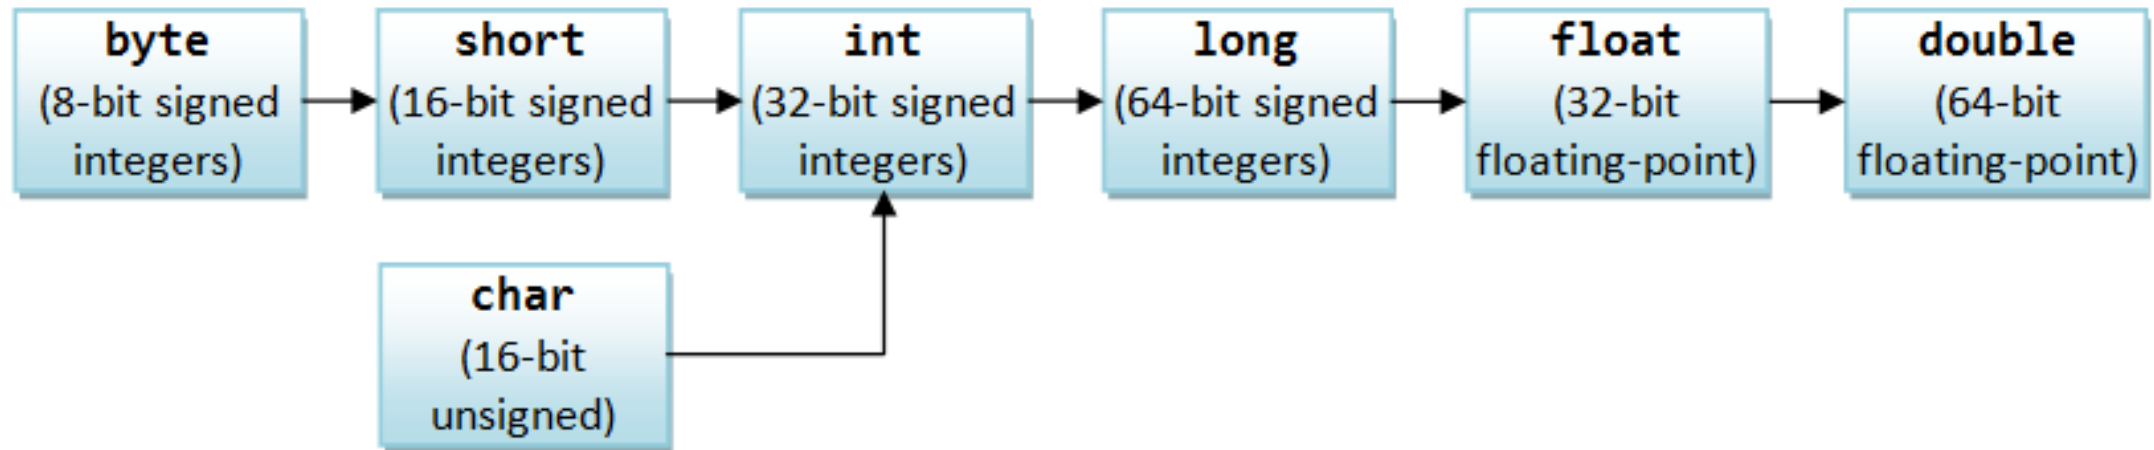 byte
(8-bit signed
integers)
short
(16-bit signed
integers)
int
(32-bit signed
integers)
long
(64-bit signed
integers)
float
(32-bit
floating-point)
double
(64-bit
floating-point)
char
(16-bit
unsigned)